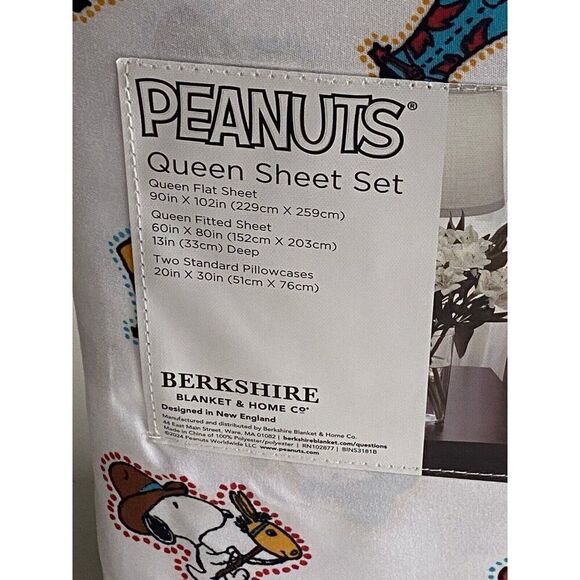 PEANUTS®
Queen Sheet Set
Queen Flat Sheet
90in X 102in (229cm X 259cm)
Queen Fitted Sheet
60in X 80in (152cm X 203cm)
13in (33cm) Deep
Two Standard Pillowcases
20in X 30in (51cm X 76cm)
BERKSHIRE
BLANKET & HOME Co®
Designed in New England
Manufactured and distributed by Berkshire Blanket & Home Co.
44 East Main Street, Ware, MA 01082 | berkshireblanket.com/questions
Made in China of 100% Polyester/polyester | RN102877 | BINS3181B
©2024 Peanuts Worldwide LLC www.peanuts.com